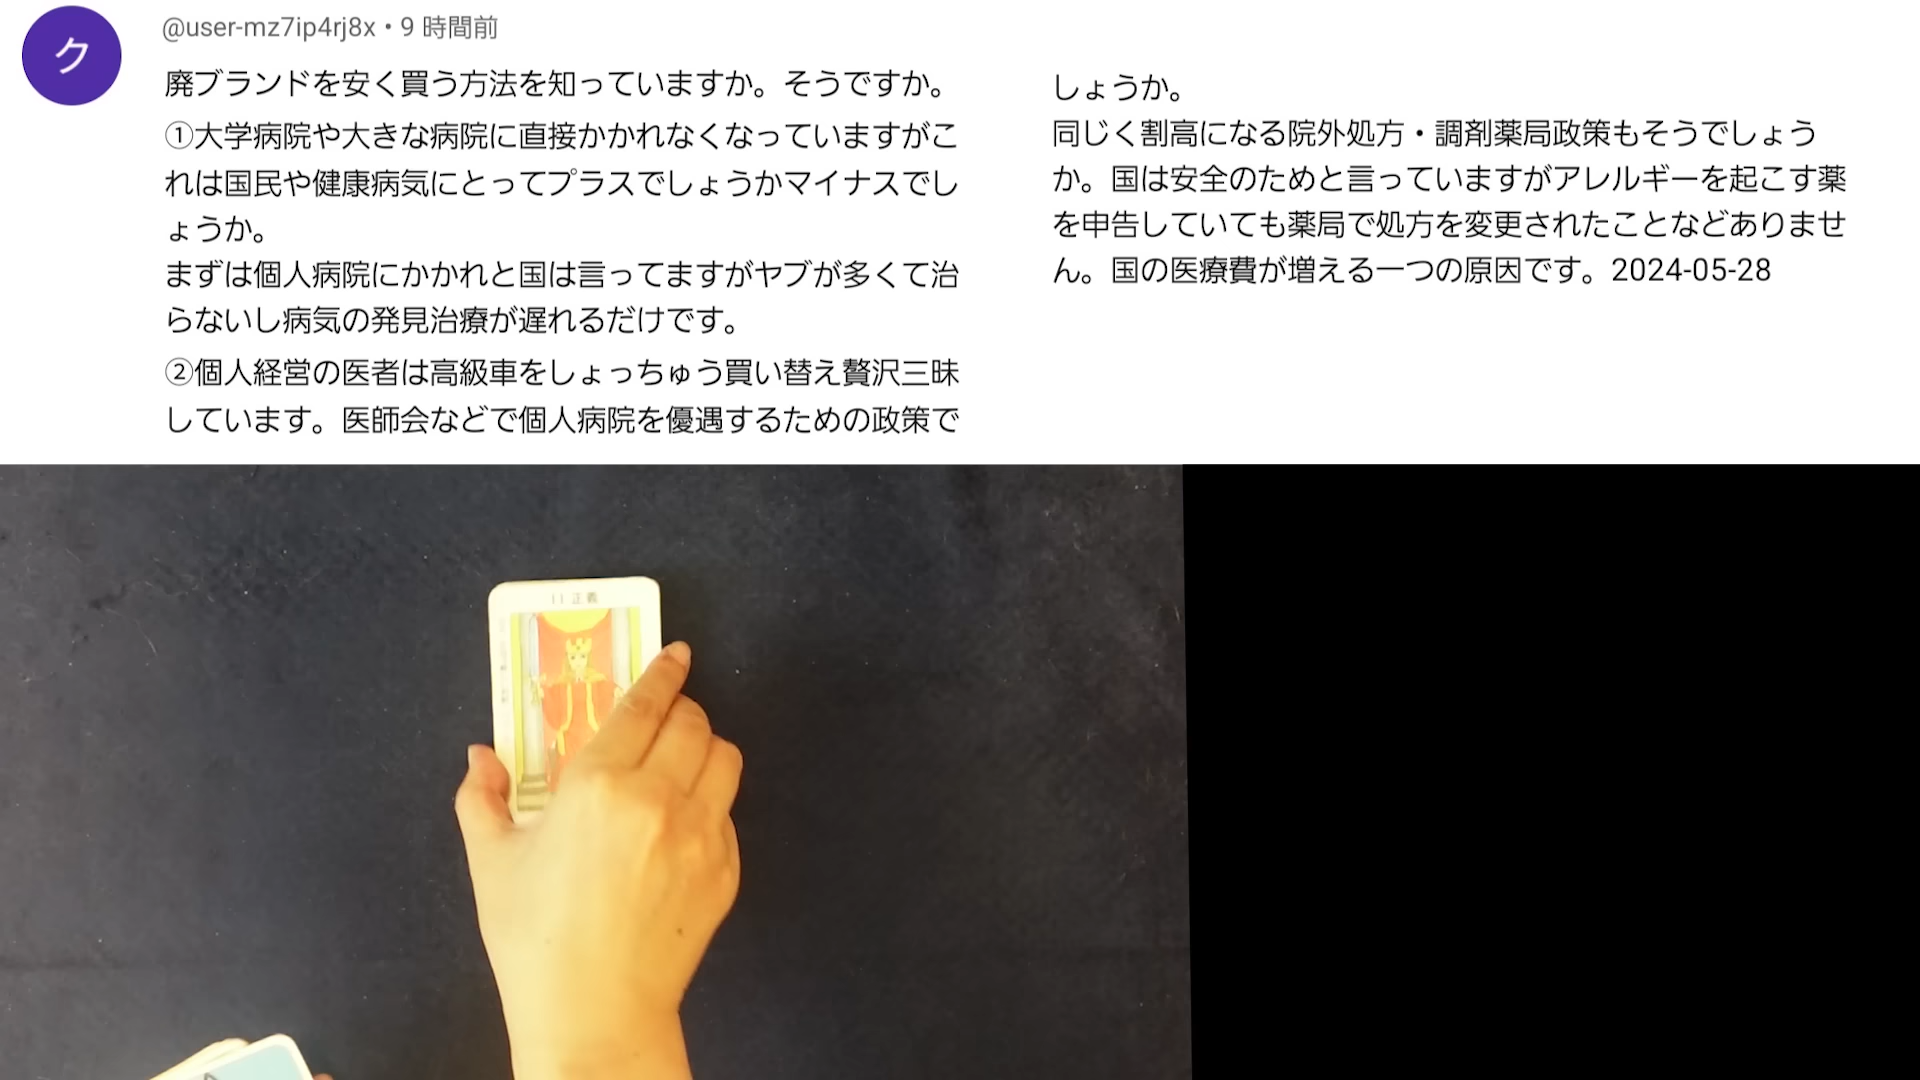 ク
@user-mz7ip4rj8x • 9 時間前
廃ブランドを安く買う方法を知っていますか。そうですか。
①大学病院や大きな病院に直接かかれなくなっていますがこ
れは国民や健康病気にとってプラスでしょうかマイナスでし
ょうか。
まずは個人病院にかかれと国は言ってますがヤブが多くて治
らないし病気の発見治療が遅れるだけです。
②個人経営の医者は高級車をしょっちゅう買い替え贅沢三昧
しています。医師会などで個人病院を優遇するための政策で
しょうか。
同じく割高になる院外処方・調剤薬局政策もそうでしょう
か。国は安全のためと言っていますがアレルギーを起こす薬
を申告していても薬局で処方を変更されたことなどありませ
ん。国の医療費が増える一つの原因です。2024-05-28
11 正義